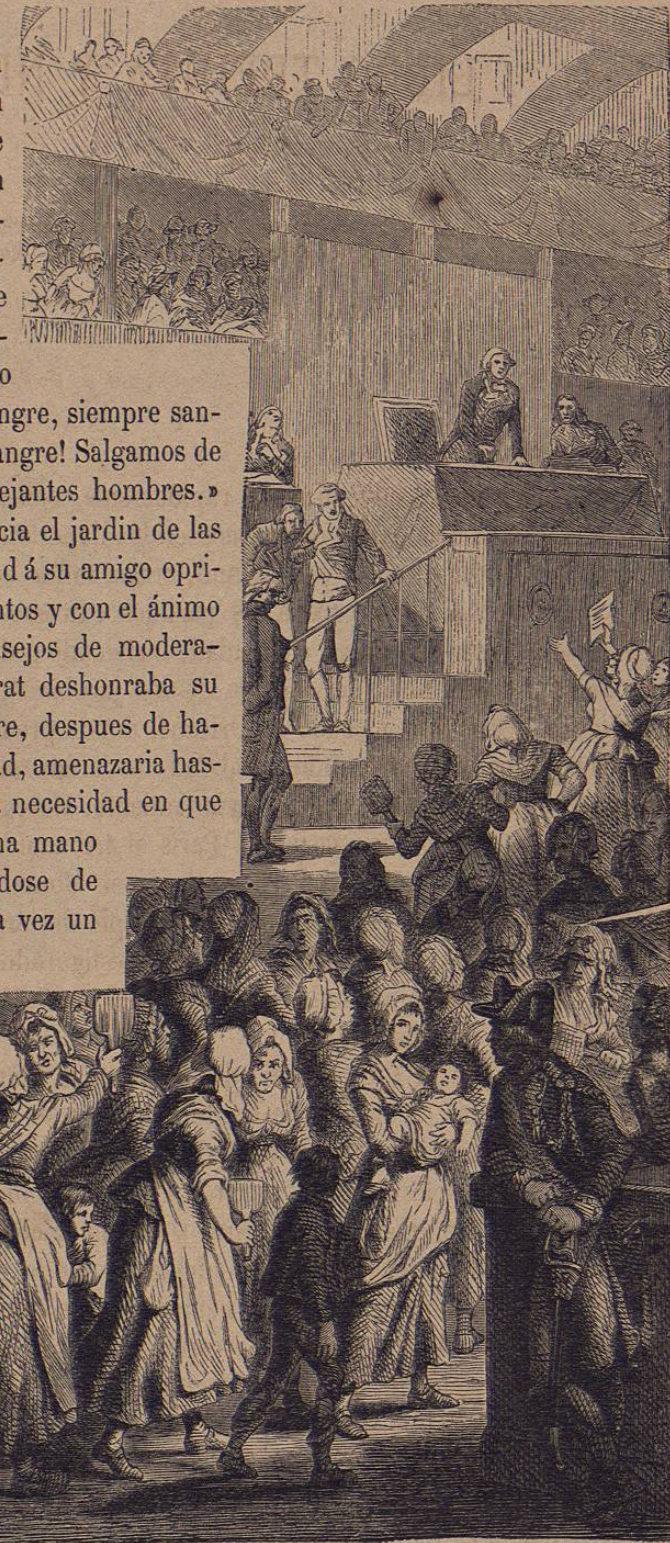 o
ngre, siempre san-
angre! Salgamos de
ejantes hombres.»
cia el jardin de las
d á su amigo opri-
ntos y con el ánimo
sejos de modera-
rat deshonraba su
re, despues de ha-
ad, amenazaria has-
a necesidad en que
na mano
dose de
a vez un